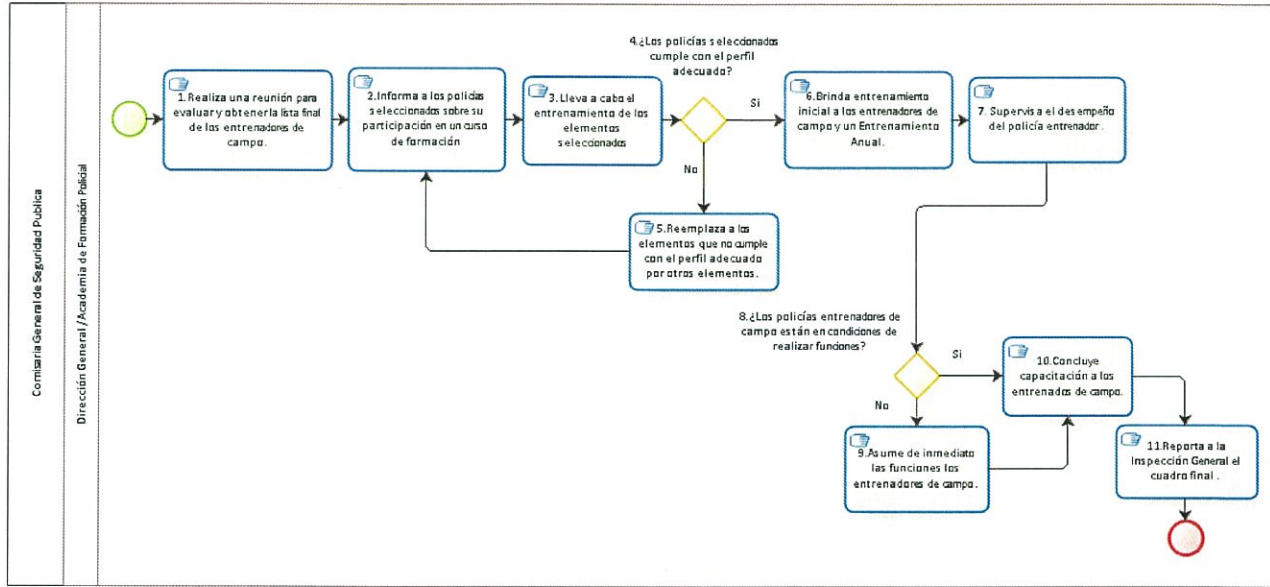 Comisaria General de Seguridad Publica
Dirección General /Academia de Formación Policial
1.Realiza una reunión para
evaluar y obtener la lista final
de los entrenadores de
campo.
2.Informa a los policías
seleccionados sobre su
participación en un curso
de formación
3.Lleva a cabo el
entrenamiento de los
elementos
seleccionados
4.¿Los policías seleccionados
cumple con el perfil
adecuado?
Si
No
5.Reemplaza a los
elementos que no cumple
con el perfil adecuado
por otros elementos.
6.Brinda entrenamiento
inicial a los entrenadores de
campo y un Entrenamiento
Anual.
7. Supervisa el desempeño
del policía entrenador.
8.¿Los policías entrenadores de
campo están en condiciones de
realizar funciones?
Si
No
9.Asume de inmediato
las funciones los
entrenadores de campo.
10.Concluye
capacitación a los
entrenados de campo.
11.Reporta a la
Inspección General el
cuadro final .